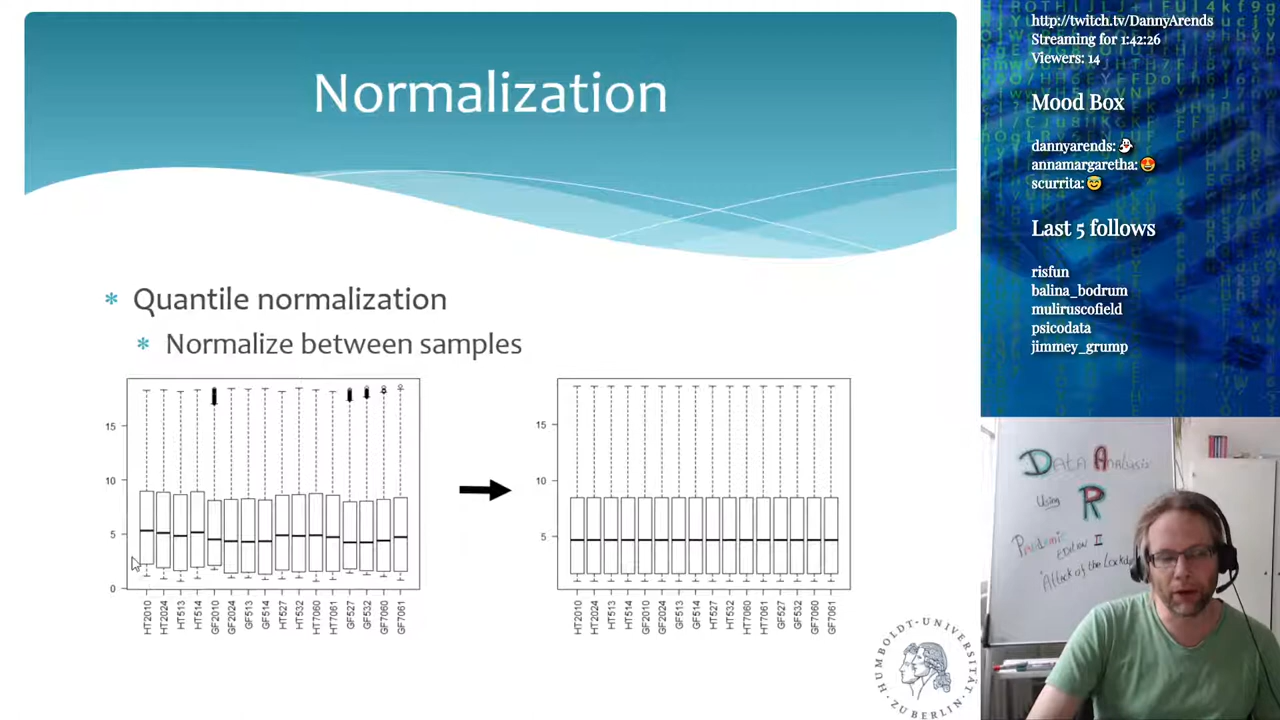 Normalization
* Quantile normalization
* Normalize between samples
15
10
5
0
HT2010
HT2024
HT513
HT514
GF2010
GF2024
GF513
GF514
HT527
HT532
HT7060
HT7061
GF527
GF532
GF7060
GF7061
15
10
5
HT2010
HT2024
HT513
HT514
GF2010
GF2024
GF513
GF514
HT527
HT532
HT7060
HT7061
GF527
GF532
GF7060
GF7061
HUMBOLDT-UNIVERSITÄT
ZU BERLIN
http://twitch.tv/DannyArends
Streaming for 1:42:26
Viewers: 14
Mood Box
dannyarends: 👻
annamargaretha: 😍
scurrita: 😇
Last 5 follows
risfun
balina_bodrum
muliruscofield
psicodata
jimmey_grump
Data Analysis
Using
R
Pandemic
Edition II
"Attack of the Lockdown